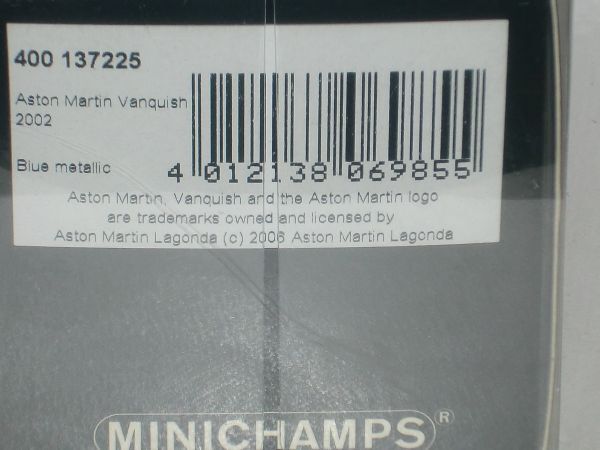 400 137225
Aston Martin Vanquish
2002
Blue metallic
4 012138 069855
Aston Martin, Vanquish and the Aston Martin logo
are trademarks owned and licensed by
Aston Martin Lagonda (c) 2006 Aston Martin Lagonda
MINICHAMPS®